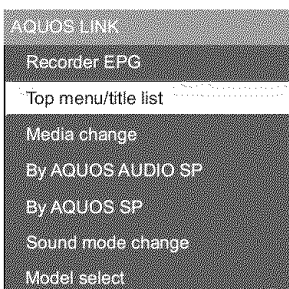 AQUOS LINK
Recorder EPG
Top menu/title list
Media change
By AQUOS AUDIO SP
By AQUOS SP
Sound mode change
Model select